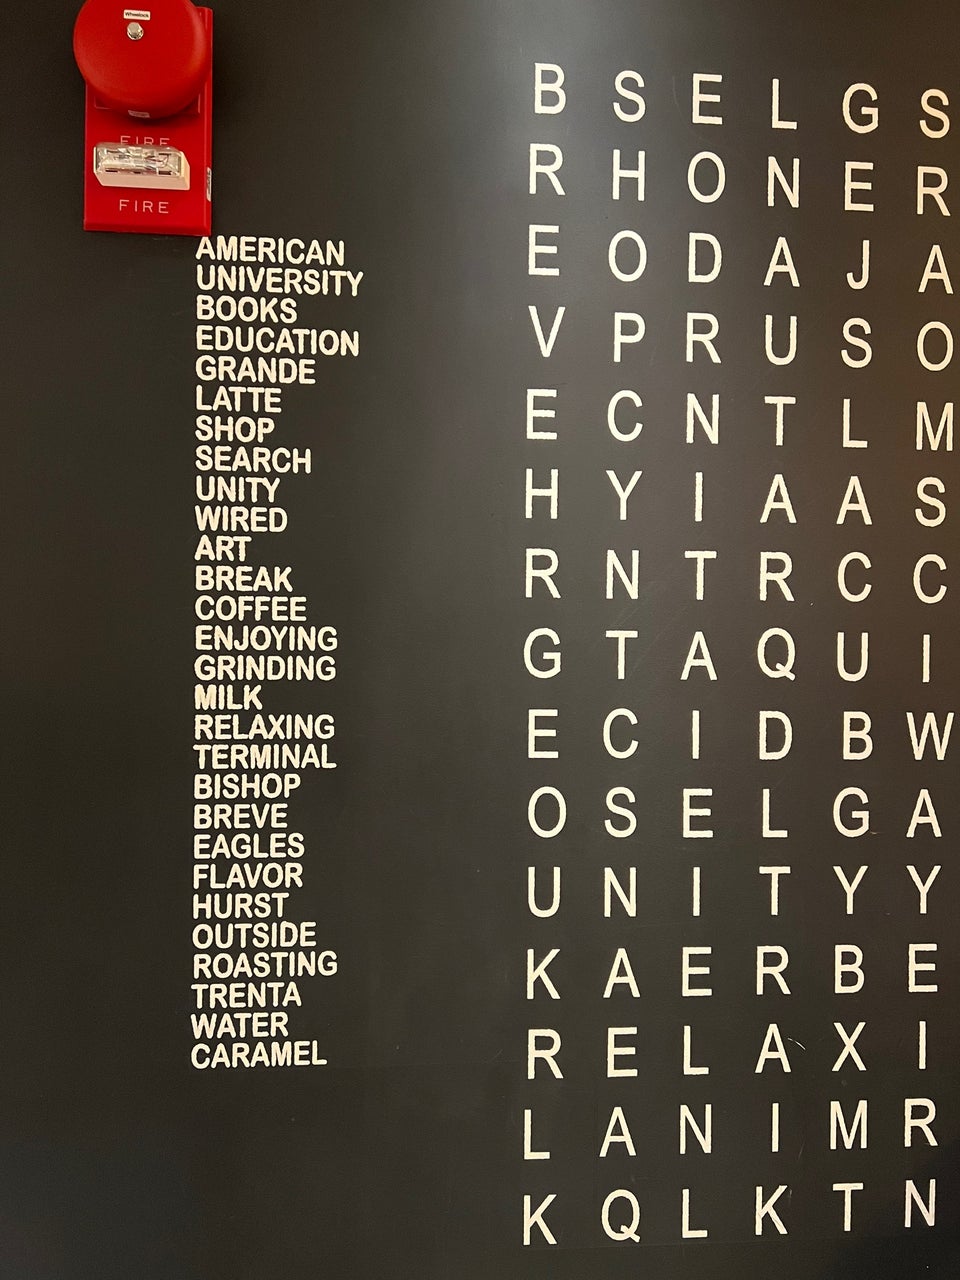 Wheelock
FIRE
FIRE
AMERICAN
UNIVERSITY
BOOKS
EDUCATION
GRANDE
LATTE
SHOP
SEARCH
UNITY
WIRED
ART
BREAK
COFFEE
ENJOYING
GRINDING
MILK
RELAXING
TERMINAL
BISHOP
BREVE
EAGLES
FLAVOR
HURST
OUTSIDE
ROASTING
TRENTA
WATER
CARAMEL
B S E L G S
R H O N E R
E O D A J A
V P R U S O
E C N T L M
H Y I A A S
R N T R C C
G T A Q U I
E C I D B W
O S E L G A
U N I T Y Y
K A E R B E
R E L A X I
L A N I M R
K Q L K T N